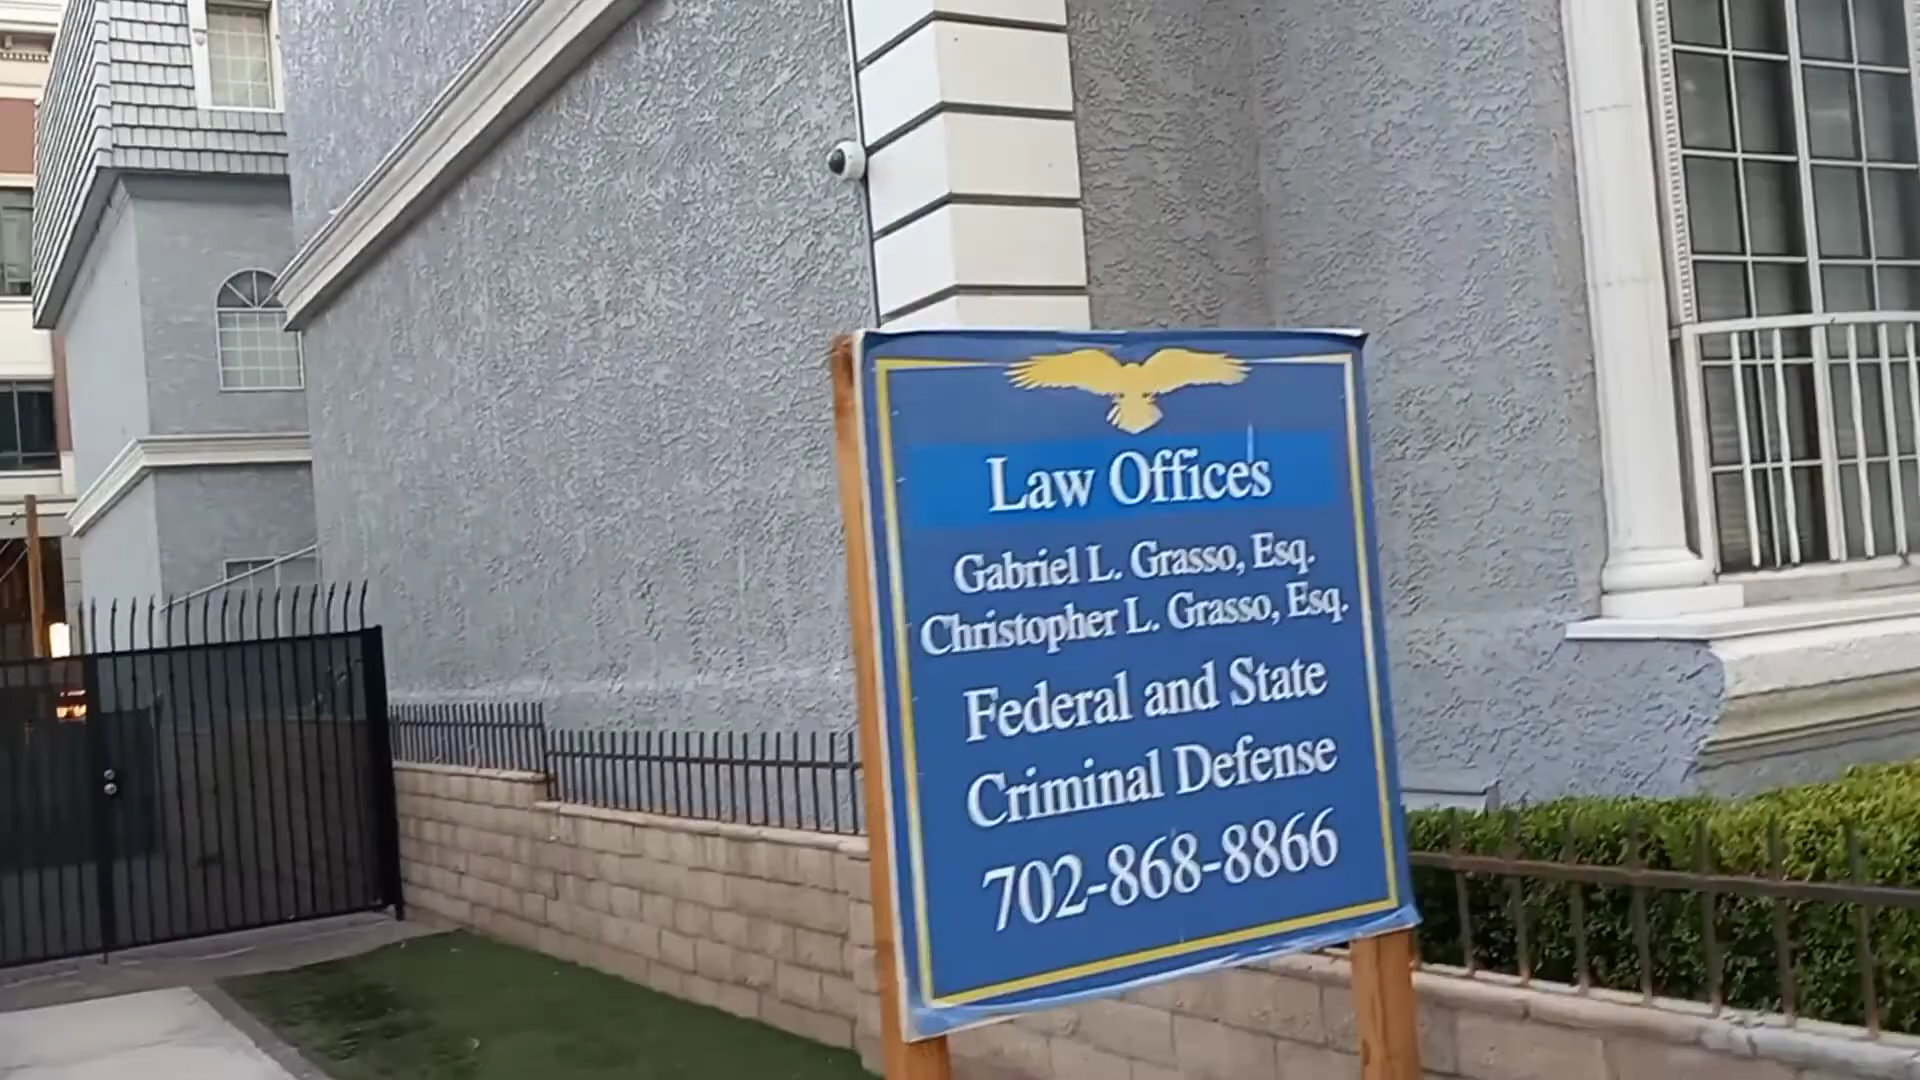 Law Offices
Gabriel L. Grasso, Esq.
Christopher L. Grasso, Esq.
Federal and State
Criminal Defense
702-868-8866